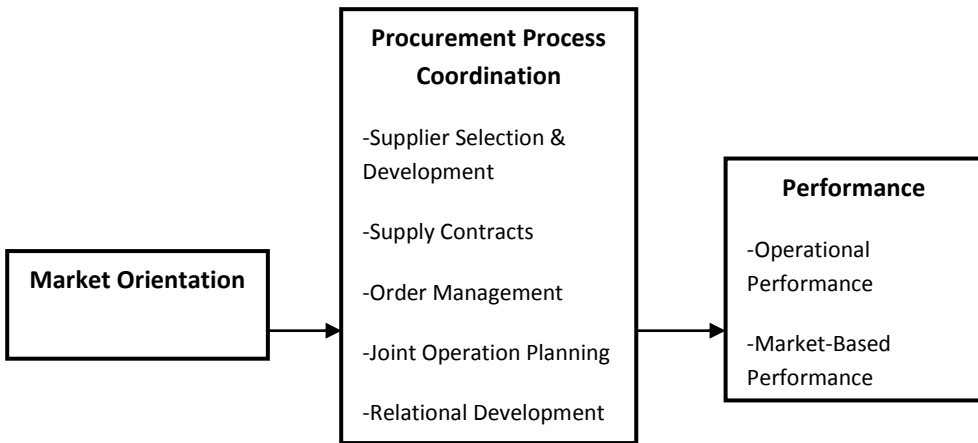 Market Orientation
Procurement Process
Coordination
-Supplier Selection &
Development
-Supply Contracts
-Order Management
-Joint Operation Planning
-Relational Development
Performance
-Operational
Performance
-Market-Based
Performance